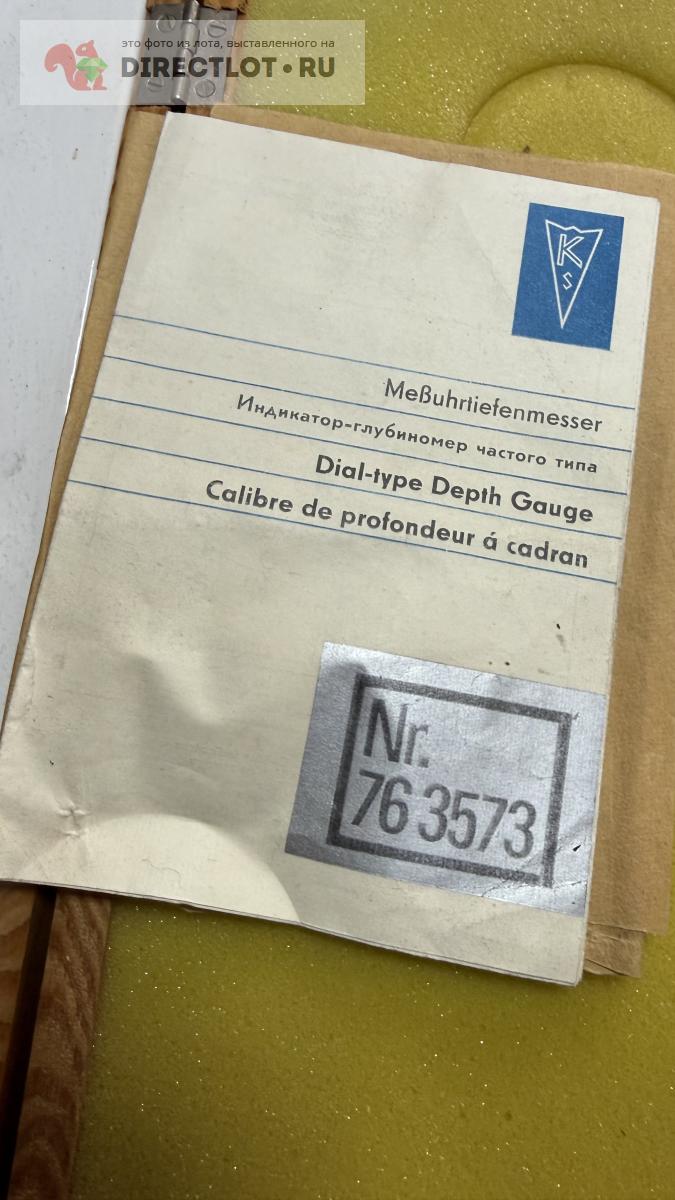 это фото из лота, выставленного на
DIRECTLOT•RU
K
S
Meßuhrtiefenmesser
Индикатор-глубиномер частого типа
Dial-type Depth Gauge
Calibre de profondeur á cadran
Nr.
76 3573